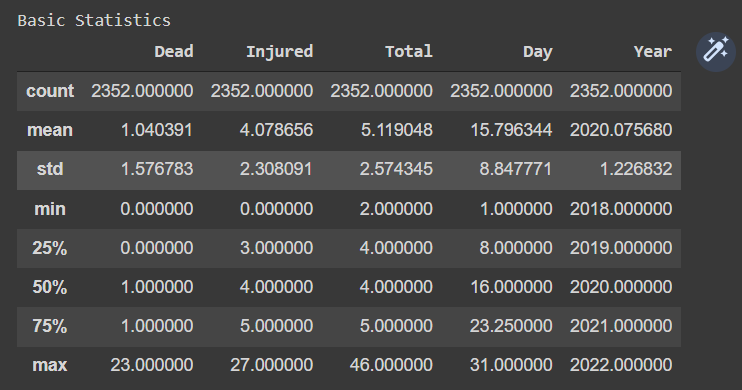 Basic Statistics
Dead Injured Total Day Year
count 2352.000000 2352.000000 2352.000000 2352.000000 2352.000000
mean 1.040391 4.078656 5.119048 15.796344 2020.075680
std 1.576783 2.308091 2.574345 8.847771 1.226832
min 0.000000 0.000000 2.000000 1.000000 2018.000000
25% 0.000000 3.000000 4.000000 8.000000 2019.000000
50% 1.000000 4.000000 4.000000 16.000000 2020.000000
75% 1.000000 5.000000 5.000000 23.250000 2021.000000
max 23.000000 27.000000 46.000000 31.000000 2022.000000